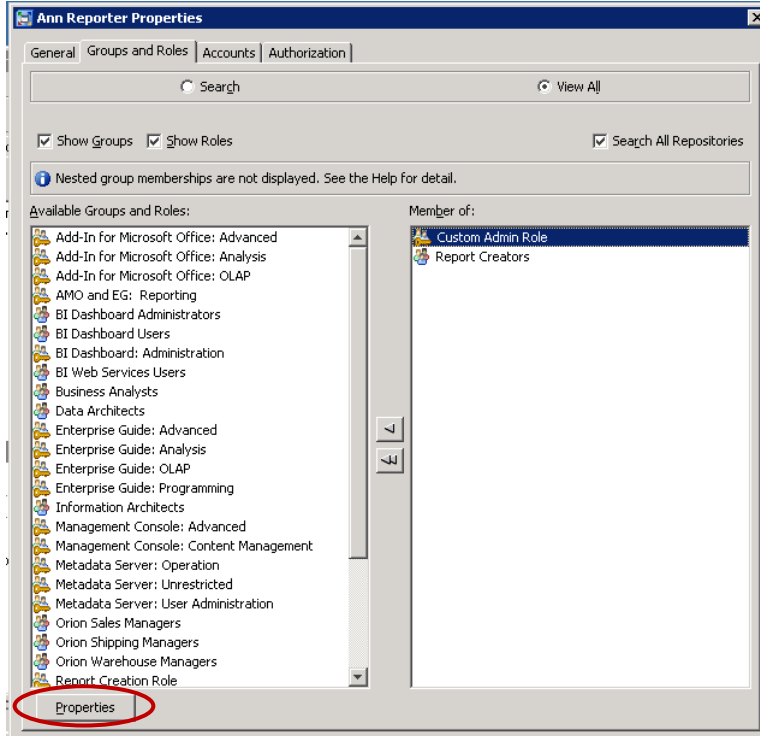 Ann Reporter Properties
General Groups and Roles Accounts Authorization
Search View All
Show Groups Show Roles Search All Repositories
Nested group memberships are not displayed. See the Help for detail.
Available Groups and Roles: Member of:
Add-In for Microsoft Office: Advanced Custom Admin Role
Add-In for Microsoft Office: Analysis Report Creators
Add-In for Microsoft Office: OLAP
AMO and EG: Reporting
BI Dashboard Administrators
BI Dashboard Users
BI Dashboard: Administration
BI Web Services Users
Business Analysts
Data Architects
Enterprise Guide: Advanced
Enterprise Guide: Analysis
Enterprise Guide: OLAP
Enterprise Guide: Programming
Information Architects
Management Console: Advanced
Management Console: Content Management
Metadata Server: Operation
Metadata Server: Unrestricted
Metadata Server: User Administration
Orion Sales Managers
Orion Shipping Managers
Orion Warehouse Managers
Report Creation Role
Properties